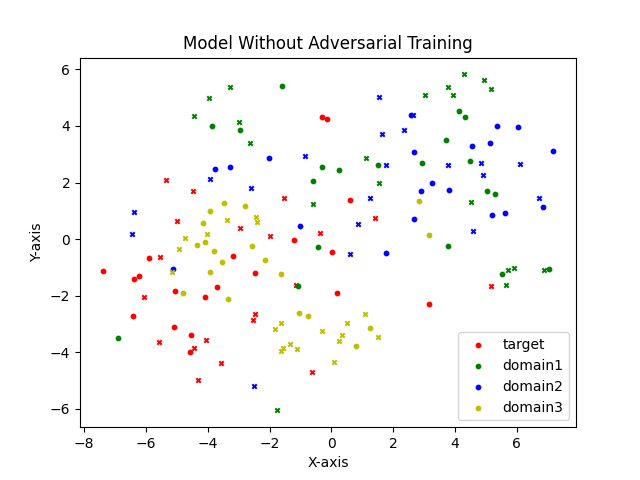 Model Without Adversarial Training
6
4
2
0
−2
−4
−6
Y-axis
−8
−6
−4
−2
0
2
4
6
X-axis
target
domain1
domain2
domain3